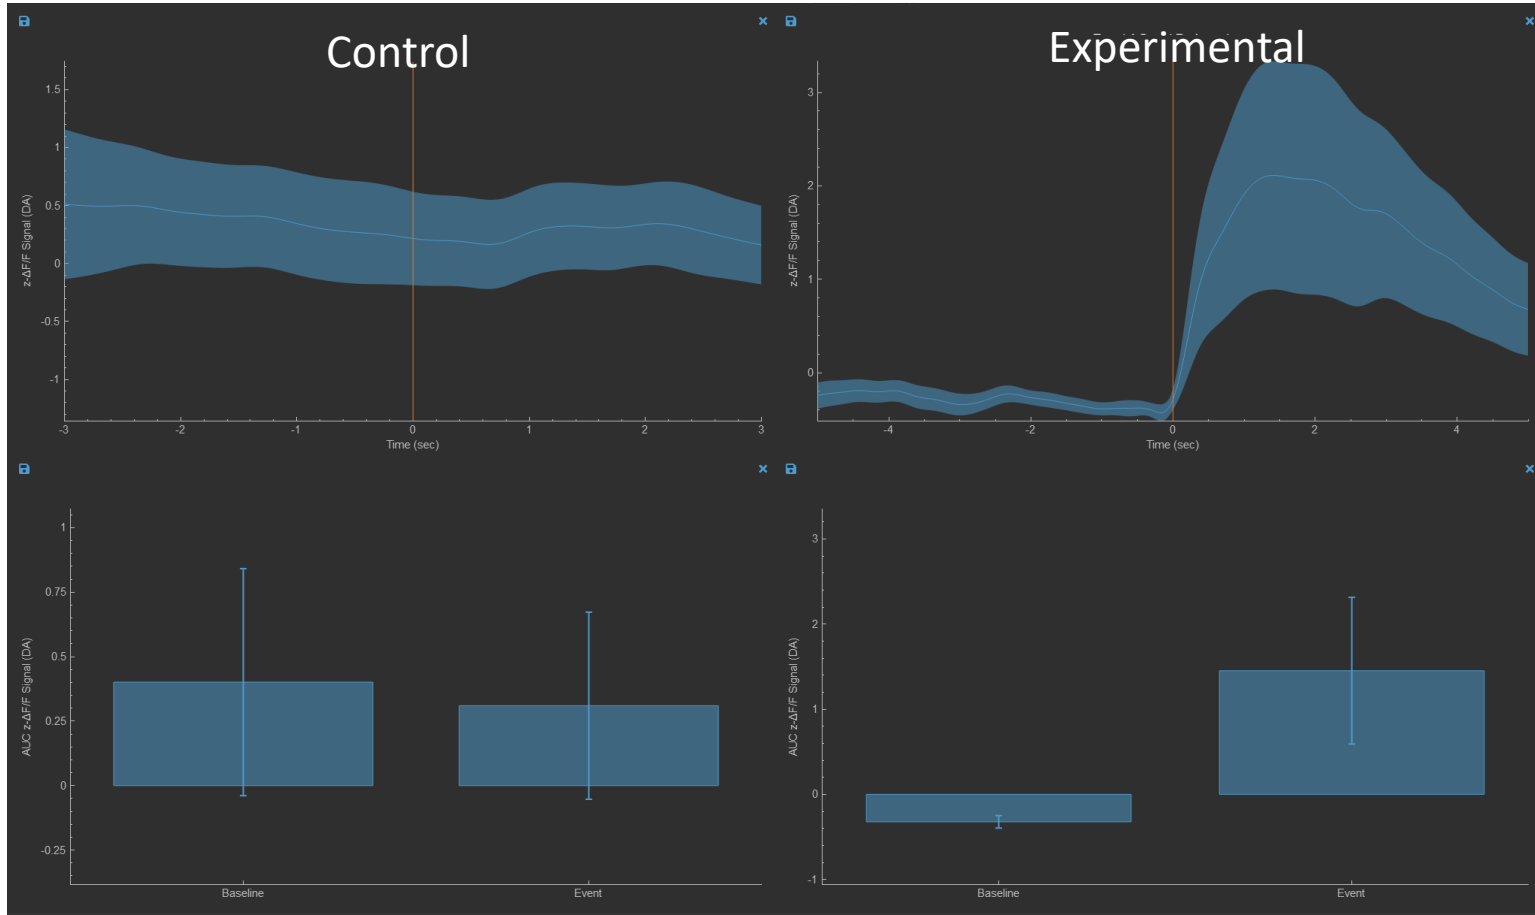 Control
1.5
1
0.5
0
-0.5
-1
z-ΔF/F Signal (DA)
-3
-2
-1
0
1
2
3
Time (sec)
Experimental
3
2
1
0
z-ΔF/F Signal (DA)
-4
-2
0
2
4
Time (sec)
1
0.75
0.5
0.25
0
-0.25
AUC z-ΔF/F Signal (DA)
Baseline
Event
3
2
1
0
-1
AUC z-ΔF/F Signal (DA)
Baseline
Event